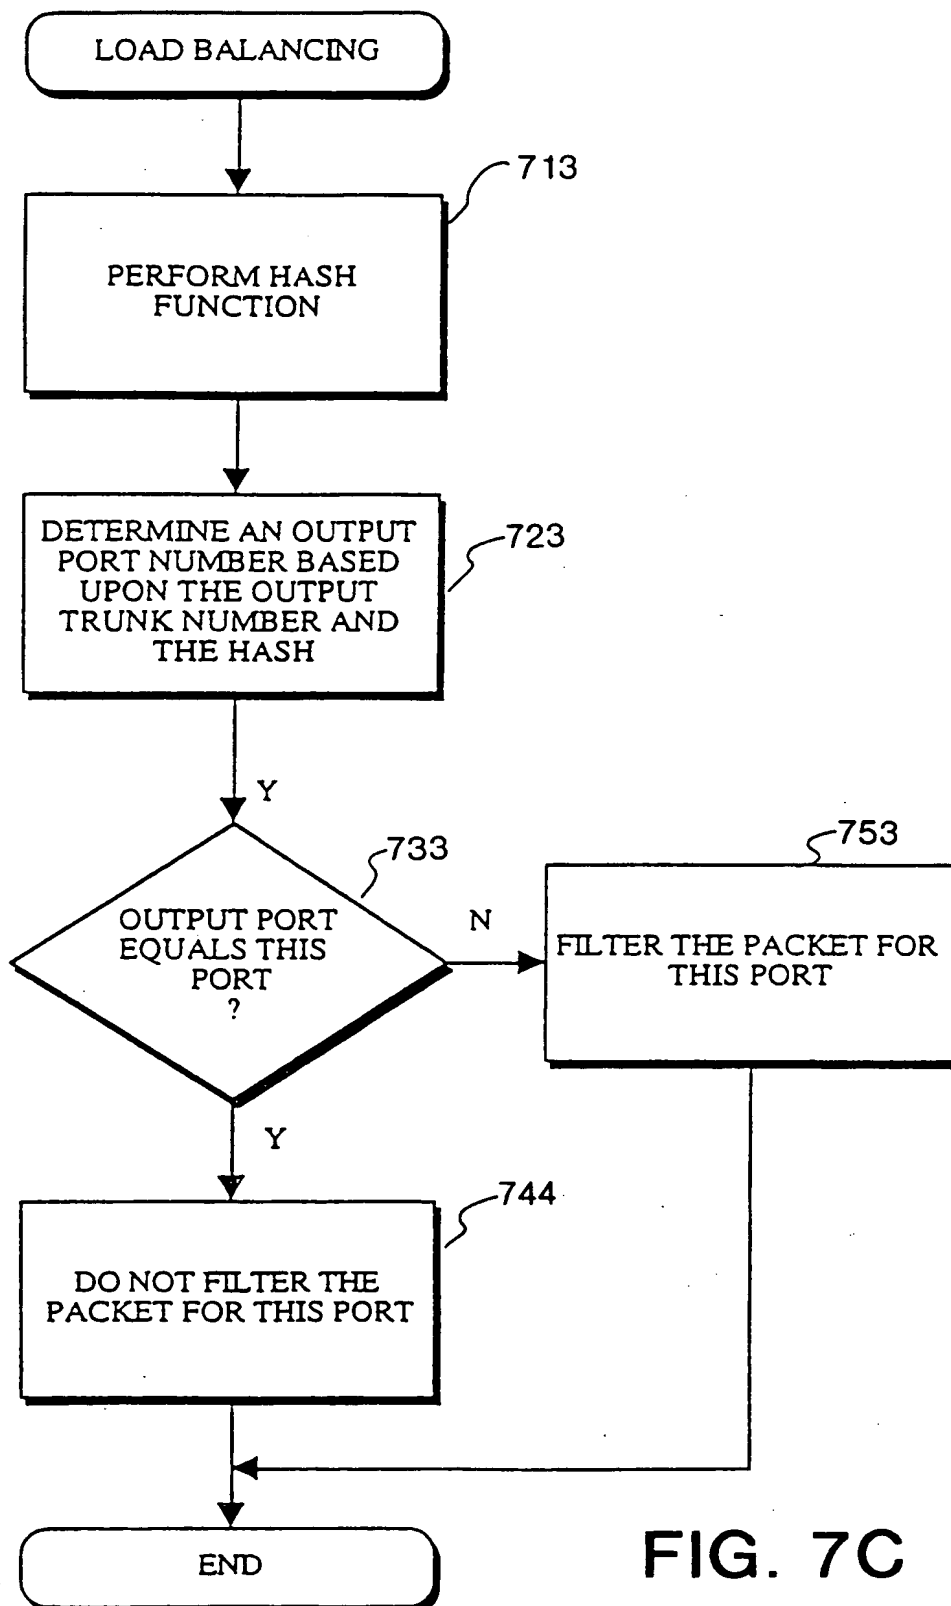 LOAD BALANCING
713
PERFORM HASH
FUNCTION
723
DETERMINE AN OUTPUT
PORT NUMBER BASED
UPON THE OUTPUT
TRUNK NUMBER AND
THE HASH
Y
733
OUTPUT PORT
EQUALS THIS
PORT
?
N
753
FILTER THE PACKET FOR
THIS PORT
Y
744
DO NOT FILTER THE
PACKET FOR THIS PORT
END
FIG. 7C